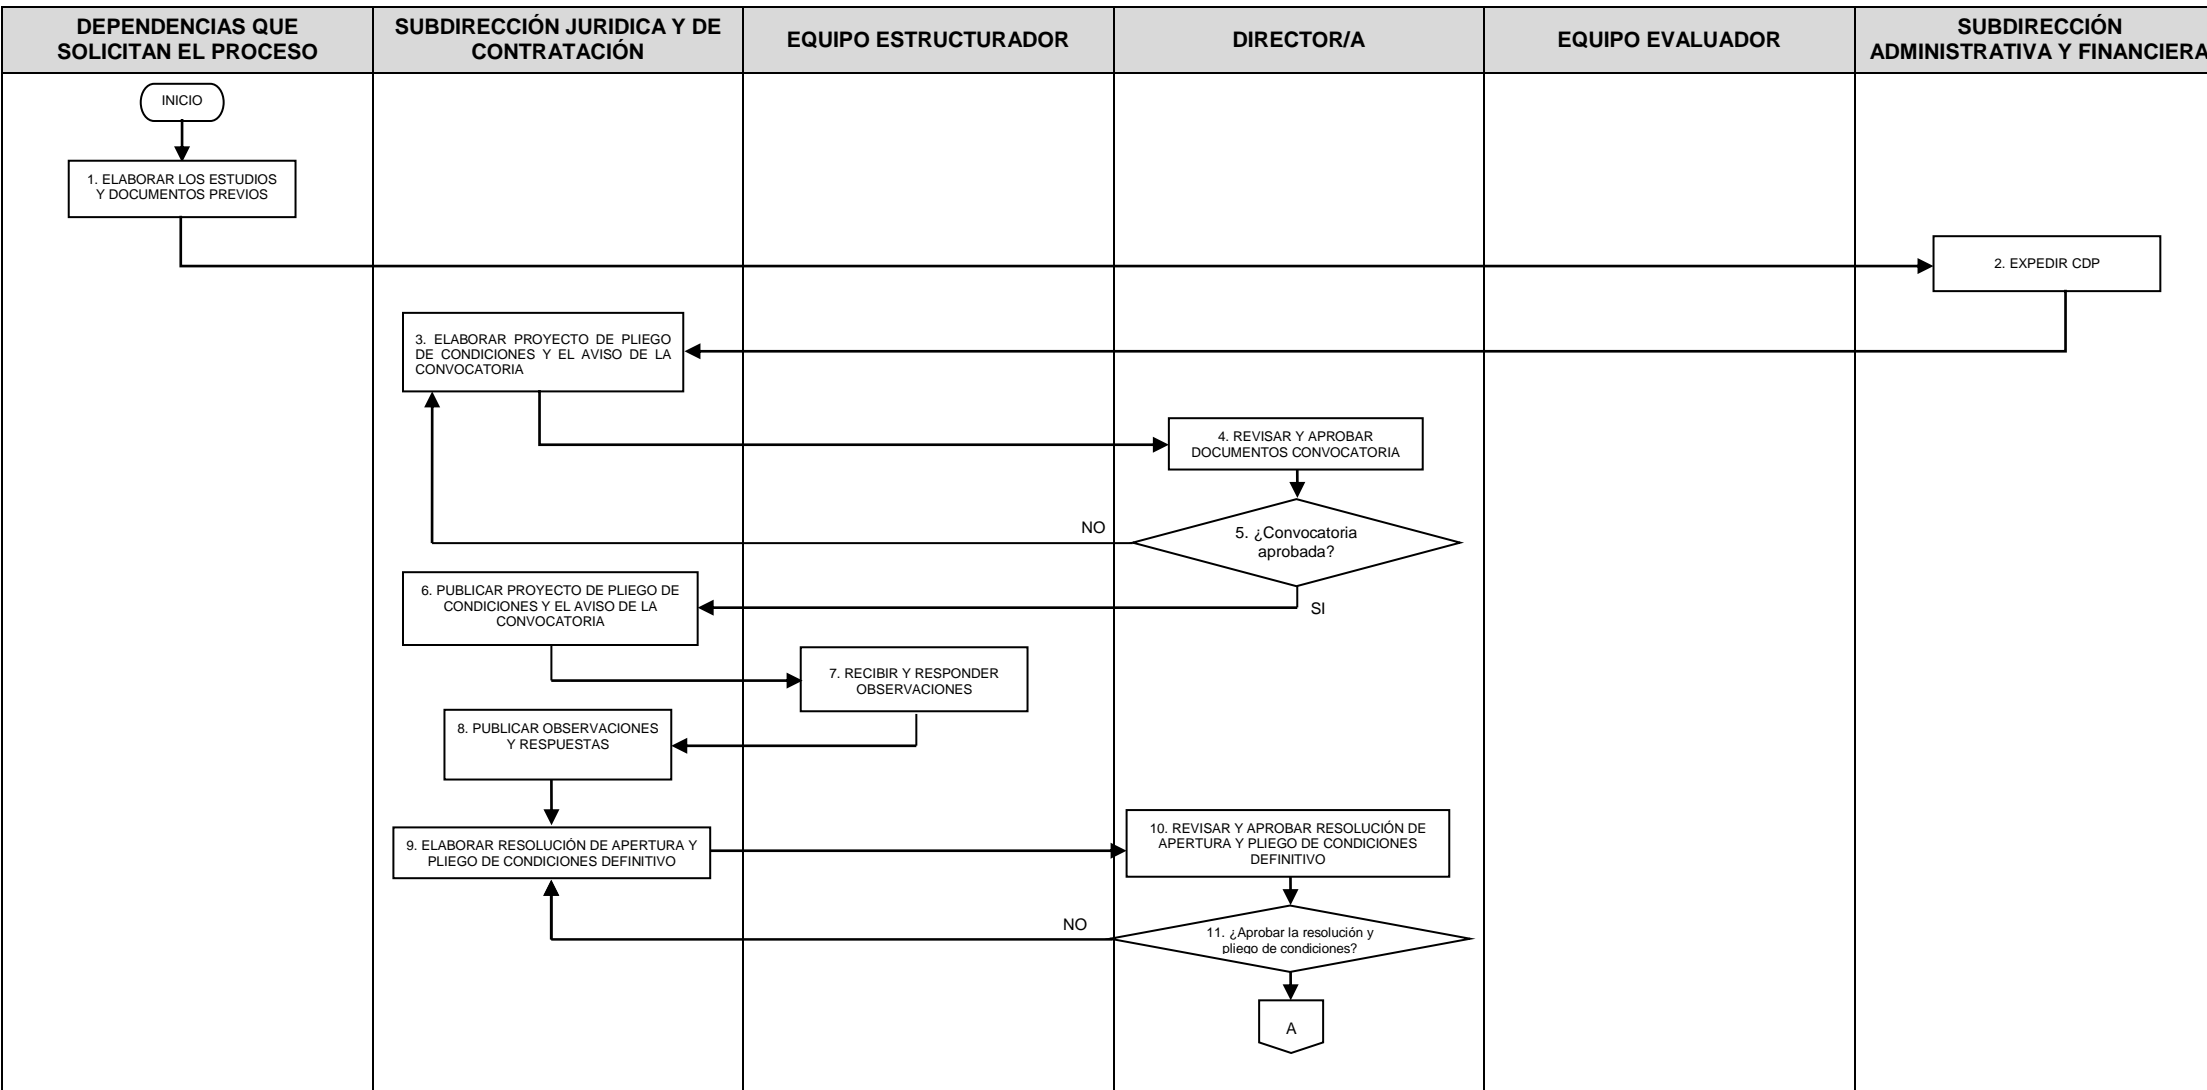 DEPENDENCIAS QUE
SOLICITAN EL PROCESO
SUBDIRECCIÓN JURIDICA Y DE
CONTRATACIÓN
EQUIPO ESTRUCTURADOR
DIRECTOR/A
EQUIPO EVALUADOR
SUBDIRECCIÓN
ADMINISTRATIVA Y FINANCIERA
INICIO
1. ELABORAR LOS ESTUDIOS
Y DOCUMENTOS PREVIOS
2. EXPEDIR CDP
3. ELABORAR PROYECTO DE PLIEGO
DE CONDICIONES Y EL AVISO DE LA
CONVOCATORIA
4. REVISAR Y APROBAR
DOCUMENTOS CONVOCATORIA
NO
5. ¿Convocatoria
aprobada?
SI
6. PUBLICAR PROYECTO DE PLIEGO DE
CONDICIONES Y EL AVISO DE LA
CONVOCATORIA
7. RECIBIR Y RESPONDER
OBSERVACIONES
8. PUBLICAR OBSERVACIONES
Y RESPUESTAS
9. ELABORAR RESOLUCIÓN DE APERTURA Y
PLIEGO DE CONDICIONES DEFINITIVO
10. REVISAR Y APROBAR RESOLUCIÓN DE
APERTURA Y PLIEGO DE CONDICIONES
DEFINITIVO
NO
11. ¿Aprobar la resolución y
pliego de condiciones?
A